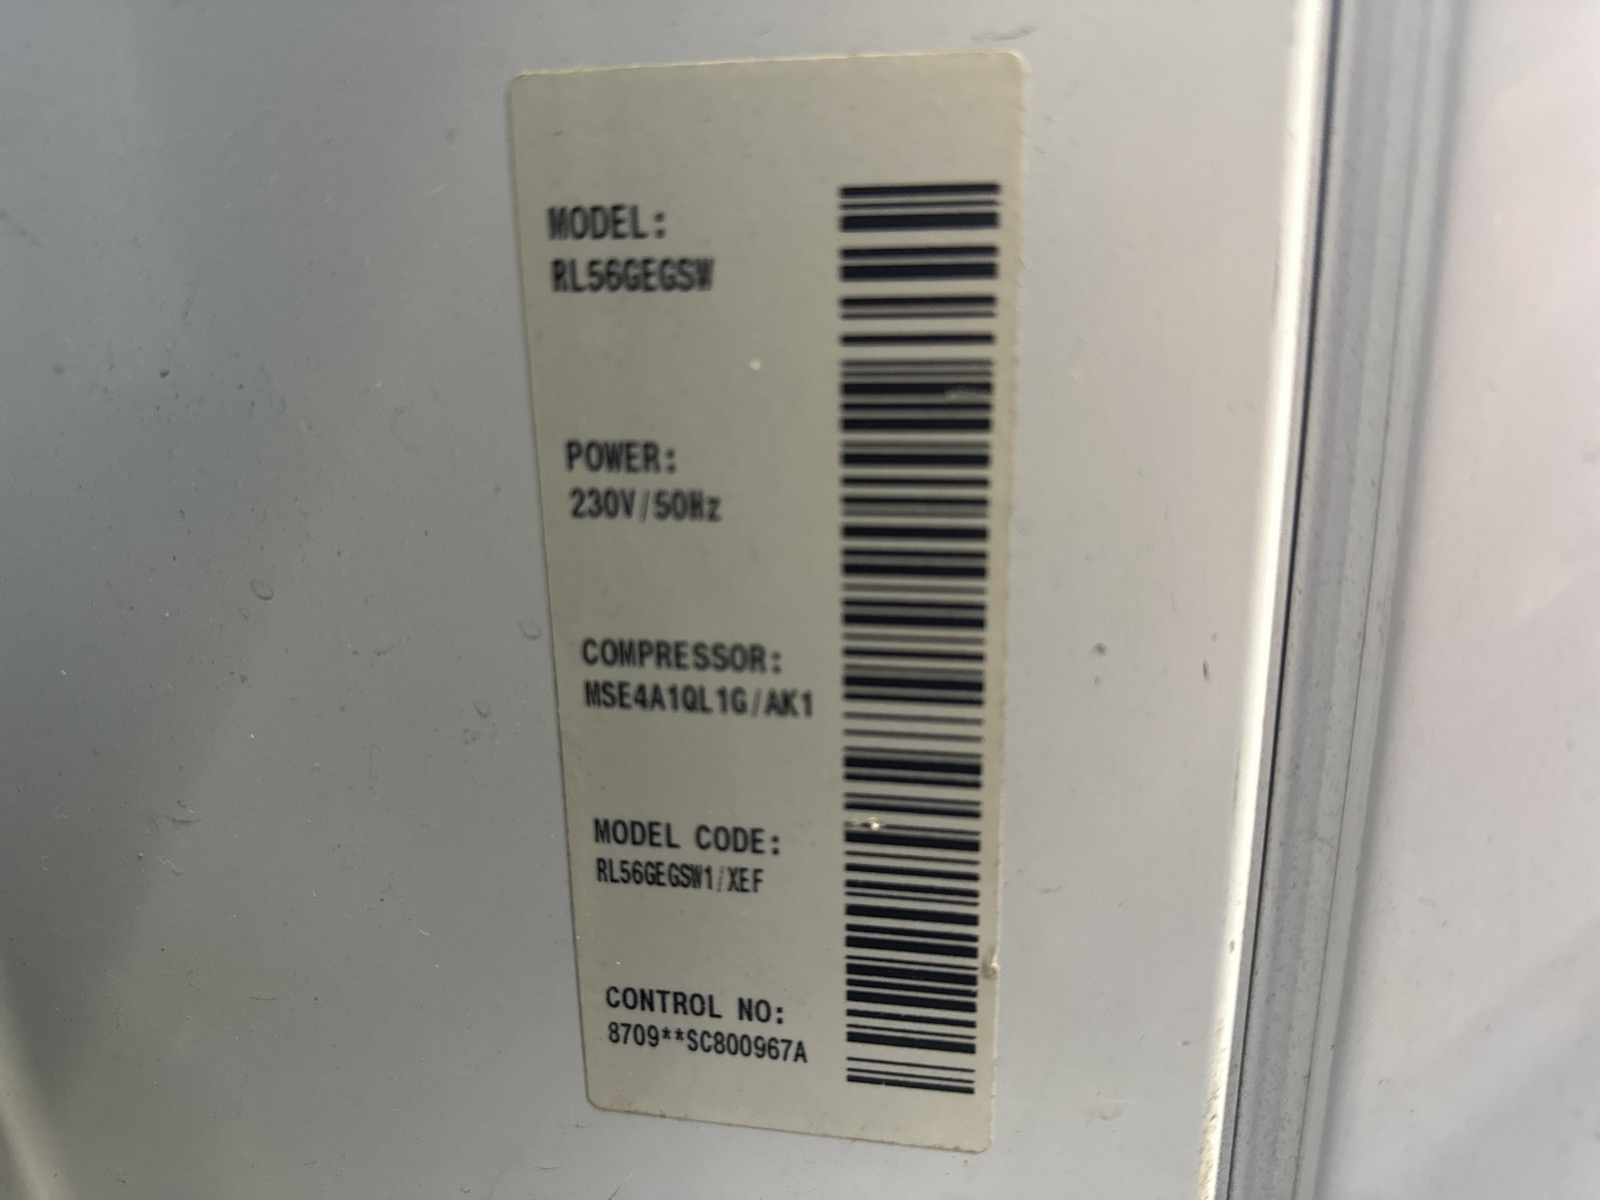 MODEL:
RL56GEGSW
POWER:
230V/50Hz
COMPRESSOR:
MSE4A1QL1G/AK1
MODEL CODE:
RL56GEGSW1/XEF
CONTROL NO:
8709**SC800967A